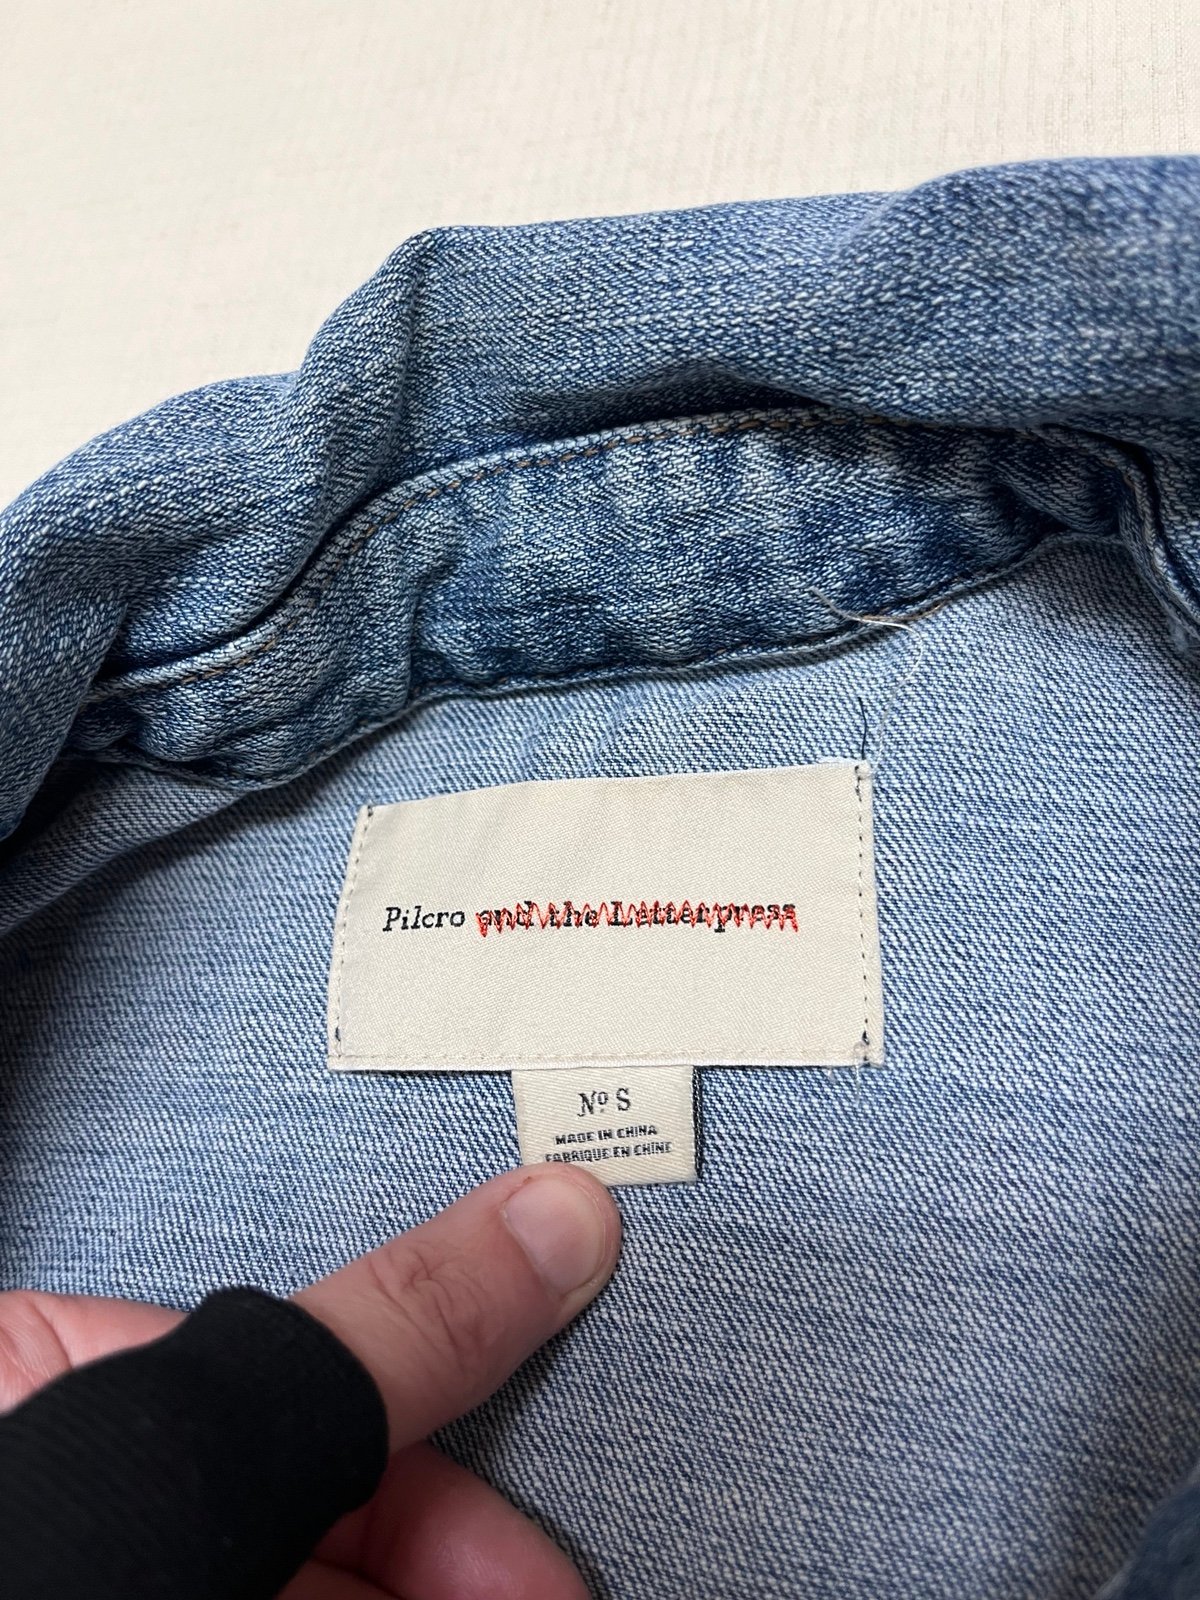 Pilcro and the Letterpress
Nº S
MADE IN CHINA
FABRIQUE EN CHINE